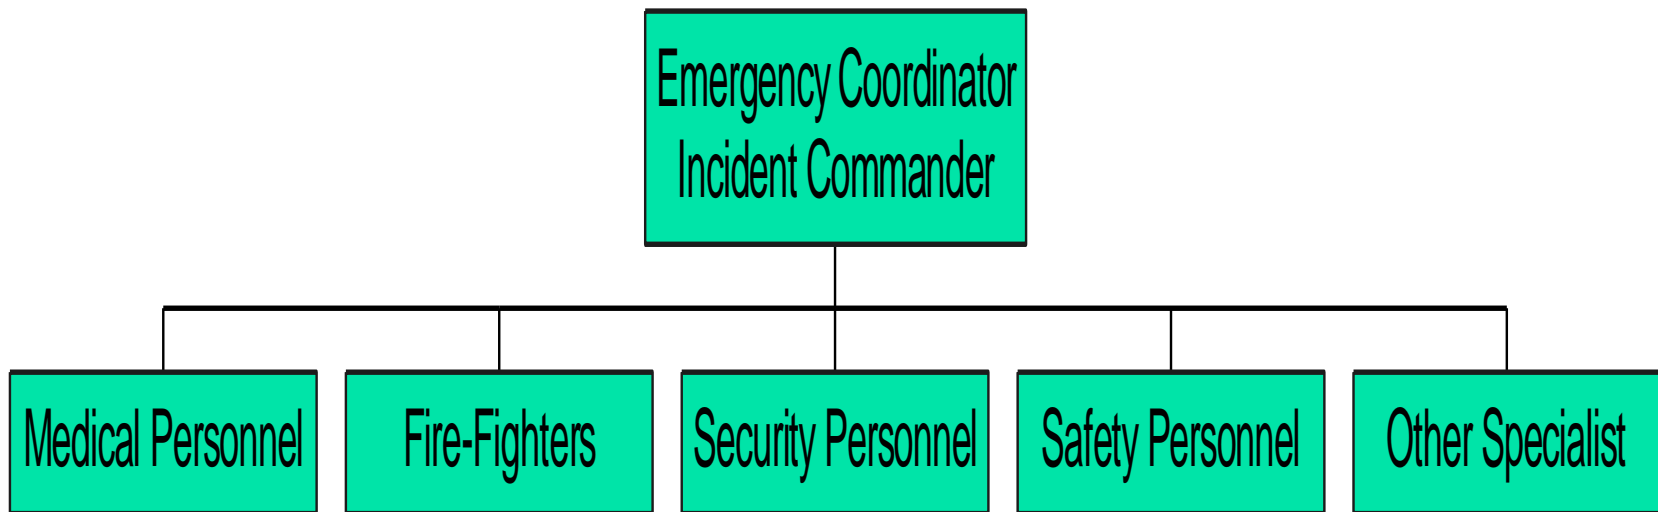 Emergency Coordinator
Incident Commander
Medical Personnel
Fire-Fighters
Security Personnel
Safety Personnel
Other Specialist